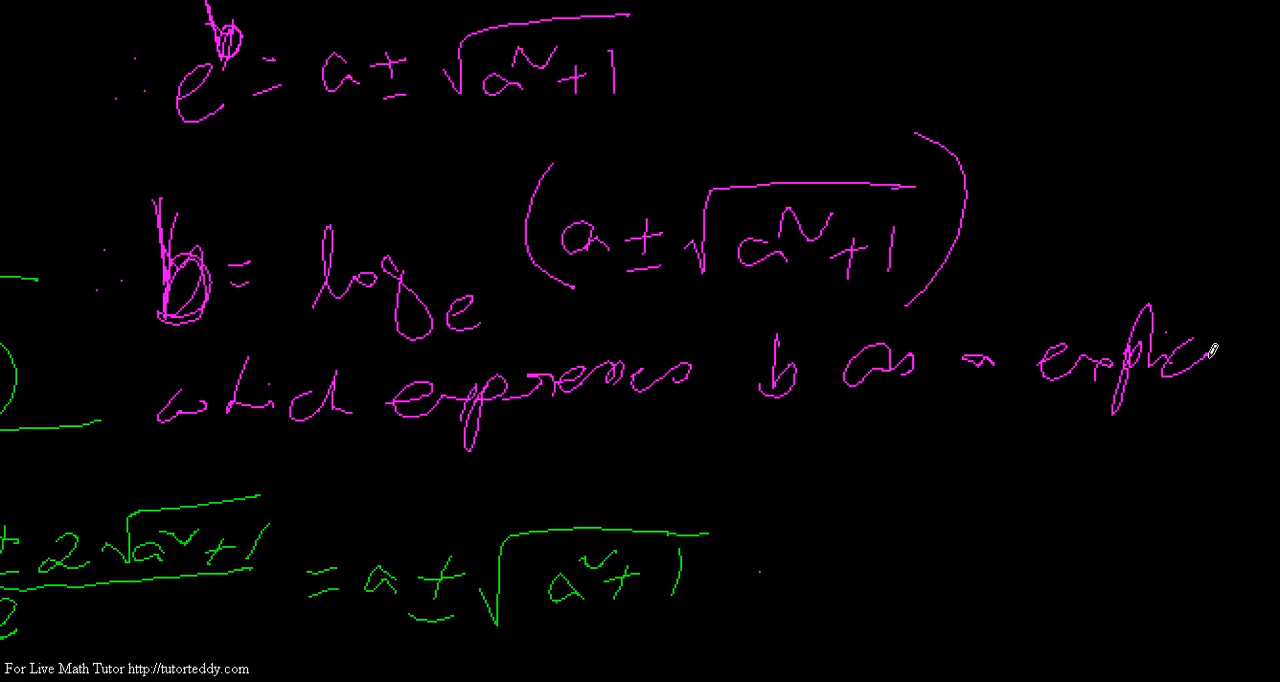 ∴ e^b = a ± √(a²+1)
∴ b = log_e (a ± √(a²+1))
which expresses b as a explic
± 2√(a²+1) / 2 = a ± √(a²+1)
For Live Math Tutor http://tutorteddy.com